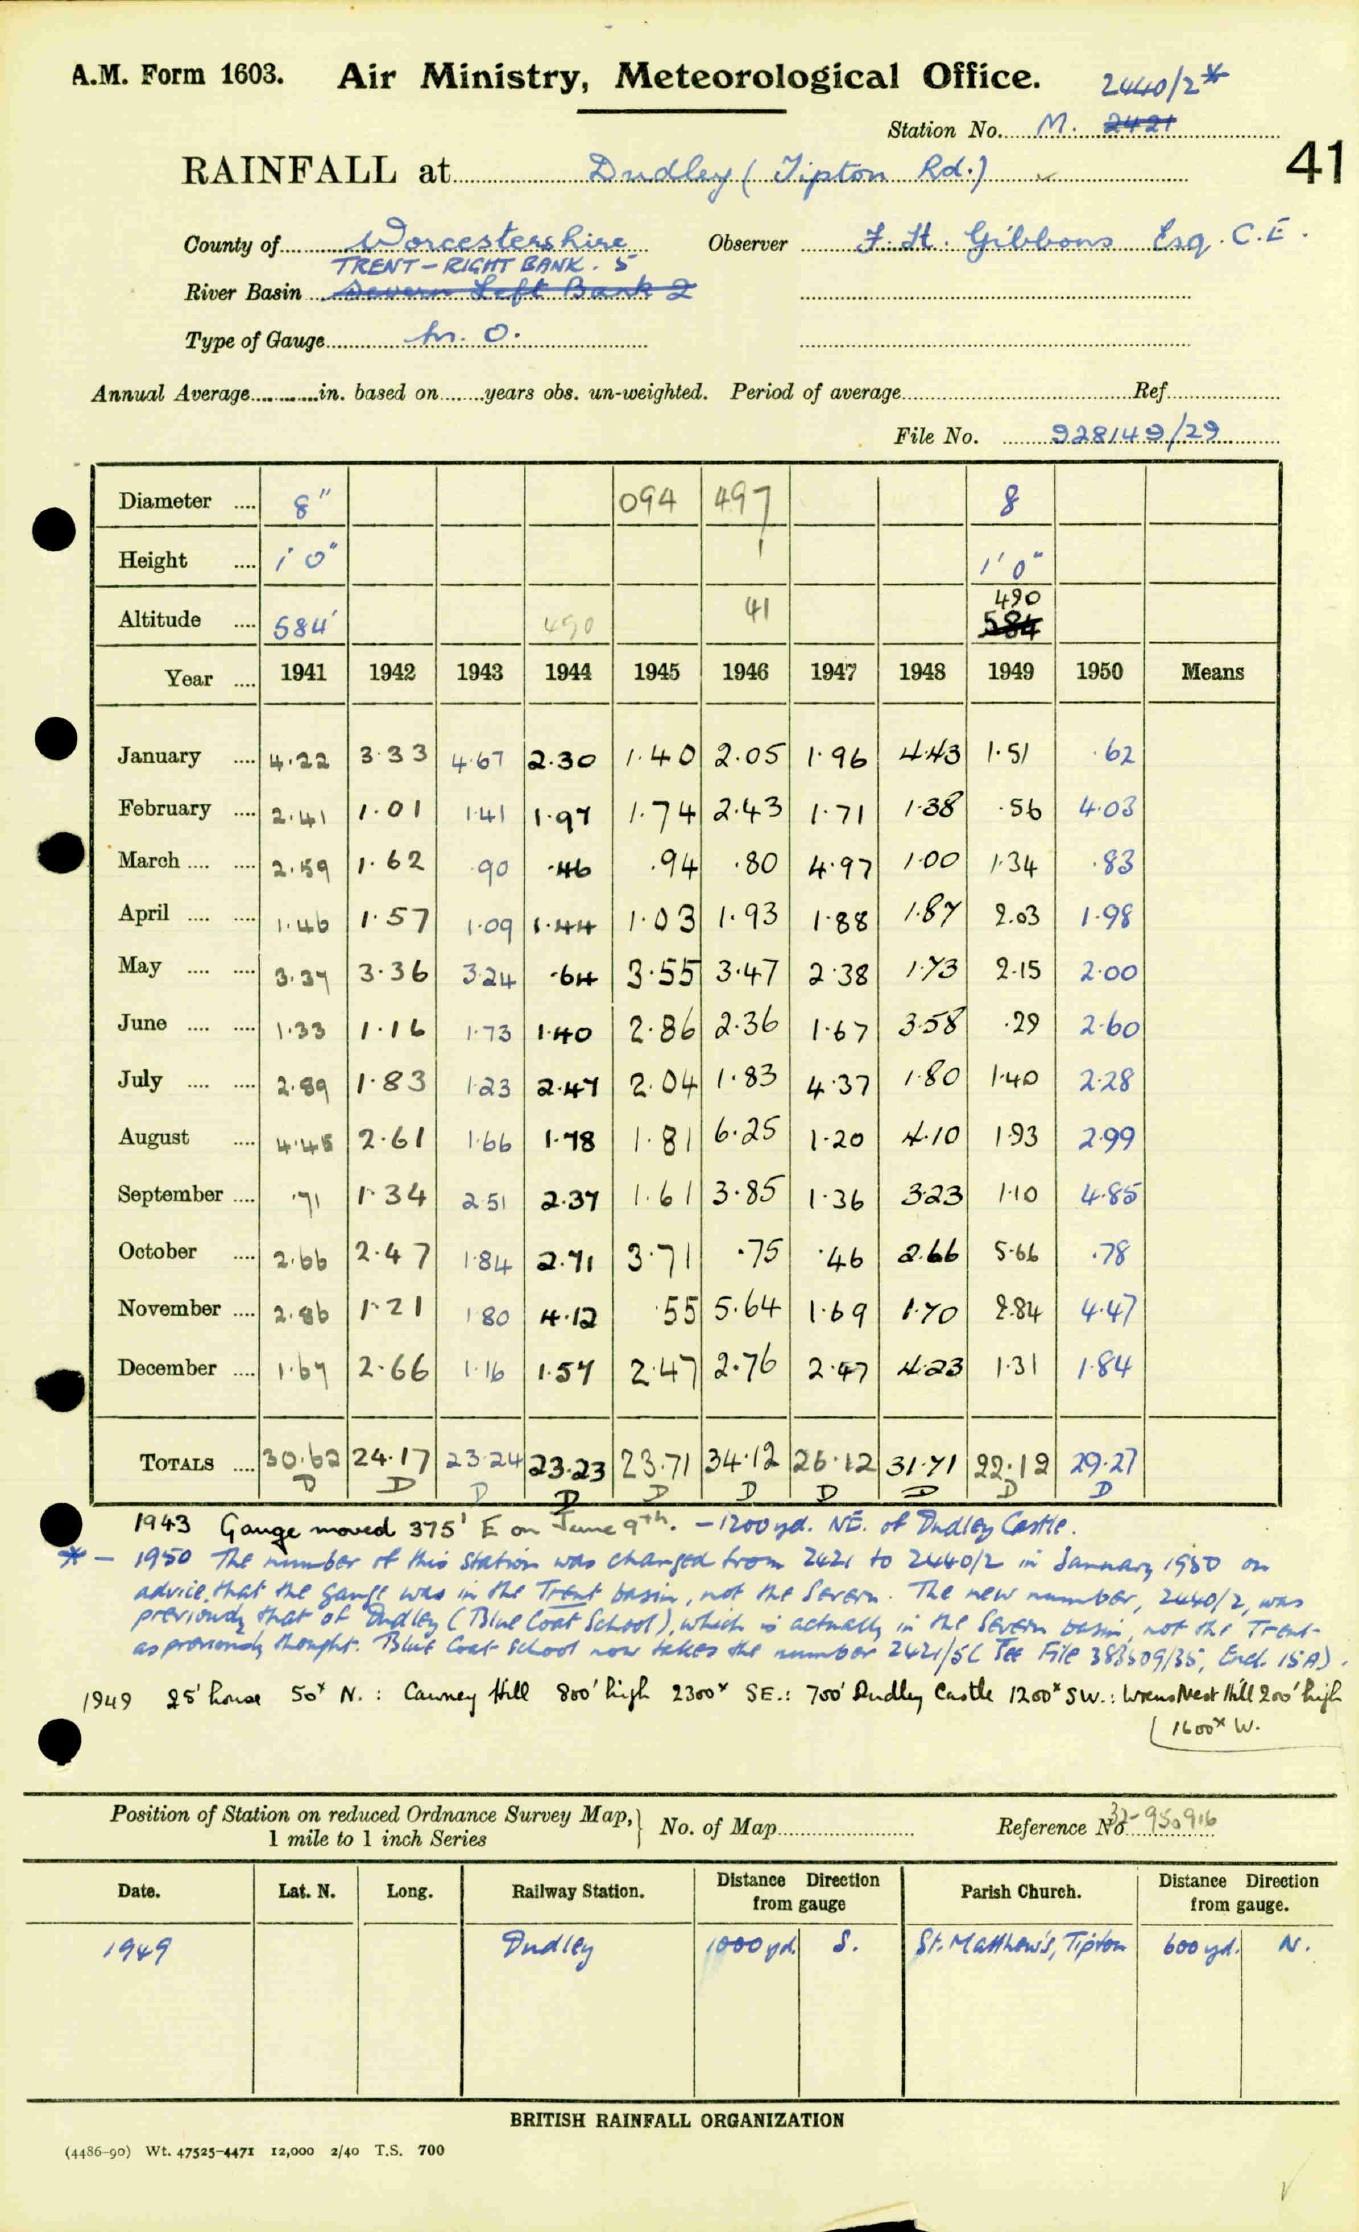 A.M. Form 1603. Air Ministry, Meteorological Office.
2440/2*
Station No. M. 2421
41
RAINFALL at Dudley (Tipton Rd.) ✓
County of Worcestershire Observer F. H. Gibbons Esq. C.E.
TRENT – RIGHT BANK. 5
River Basin Severn Left Bank 2
Type of Gauge O.
Annual Average in. based on years obs. un-weighted. Period of average Ref.
File No. 928149/29
Diameter .... 8" 094 497 8
Height .... 1' 0" 1' 0"
490
Altitude .... 584' 490 41 584
Year .... 1941 1942 1943 1944 1945 1946 1947 1948 1949 1950 Means
January .... 4.22 3.33 4.67 2.30 1.40 2.05 1.96 4.43 1.51 .62
February .... 2.41 1.01 1.41 1.97 1.74 2.43 1.71 1.38 .56 4.03
March .... .... 2.59 1.62 .90 .46 .94 .80 4.97 1.00 1.34 .83
April .... .... 1.46 1.57 1.09 1.44 1.03 1.93 1.88 1.87 2.03 1.98
May .... .... 3.37 3.36 3.24 .64 3.55 3.47 2.38 1.73 2.15 2.00
June .... .... 1.33 1.16 1.73 1.40 2.86 2.36 1.67 3.58 .29 2.60
July .... .... 2.89 1.83 1.23 2.47 2.04 1.83 4.37 1.80 1.40 2.28
August .... 4.45 2.61 1.66 1.78 1.81 6.25 1.20 4.10 1.93 2.99
September .... .71 1.34 2.51 2.37 1.61 3.85 1.36 3.23 1.10 4.85
October .... 2.66 2.47 1.84 2.71 3.71 .75 .46 2.66 5.66 .78
November .... 2.86 1.21 1.80 4.12 .55 5.64 1.69 1.70 2.84 4.47
December .... 1.67 2.66 1.16 1.57 2.47 2.76 2.47 4.23 1.31 1.84
TOTALS .... 30.62 24.17 23.24 23.23 23.71 34.12 26.12 31.71 22.12 29.27
D D D D D D D D D D
1943 Gauge moved 375' E on June 9th. – 1200 yd. NE. of Dudley Castle.
* – 1950 The number of this station was changed from 2421 to 2440/2 in January 1950 on
advice that the gauge was in the Trent basin, not the Severn. The new number, 2440/2, was
previously that of Dudley (Blue Coat School), which is actually in the Severn basin, not the Trent
as previously thought. Blue Coat School now takes the number 2421/5 (See File 383509/35, Encl. 15A).
1949 25' house 50x N. : Cawney Hill 800' high 2300x SE. : 700' Dudley Castle 1200x SW. : Wrens Nest Hill 200' high
1600x W.
Position of Station on reduced Ordnance Survey Map, 1 mile to 1 inch Series } No. of Map Reference No 32-950916
Date. Lat. N. Long. Railway Station. Distance Direction from gauge Parish Church. Distance Direction from gauge.
1949 Dudley 1000 yd. S. St. Matthew's, Tipton 600 yd. N.
BRITISH RAINFALL ORGANIZATION
(4486-90) Wt. 47525-4471 12,000 2/40 T.S. 700